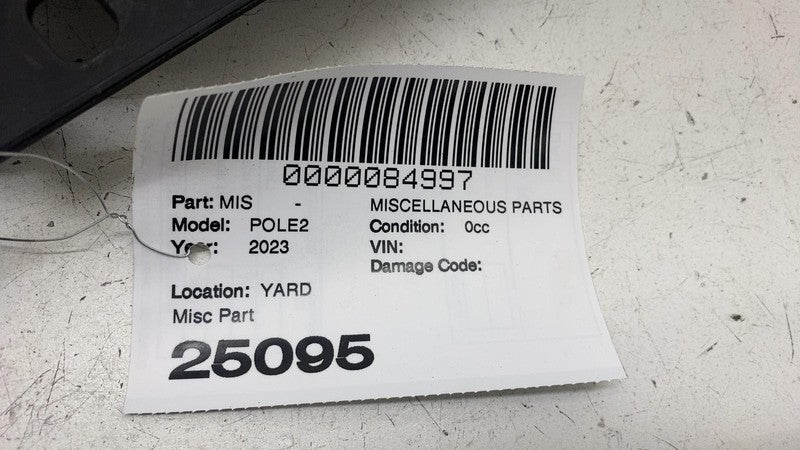 0000084997
Part: MIS - MISCELLANEOUS PARTS
Model: POLE2 Condition: 0cc
Year: 2023 VIN:
Damage Code:
Location: YARD
Misc Part
25095